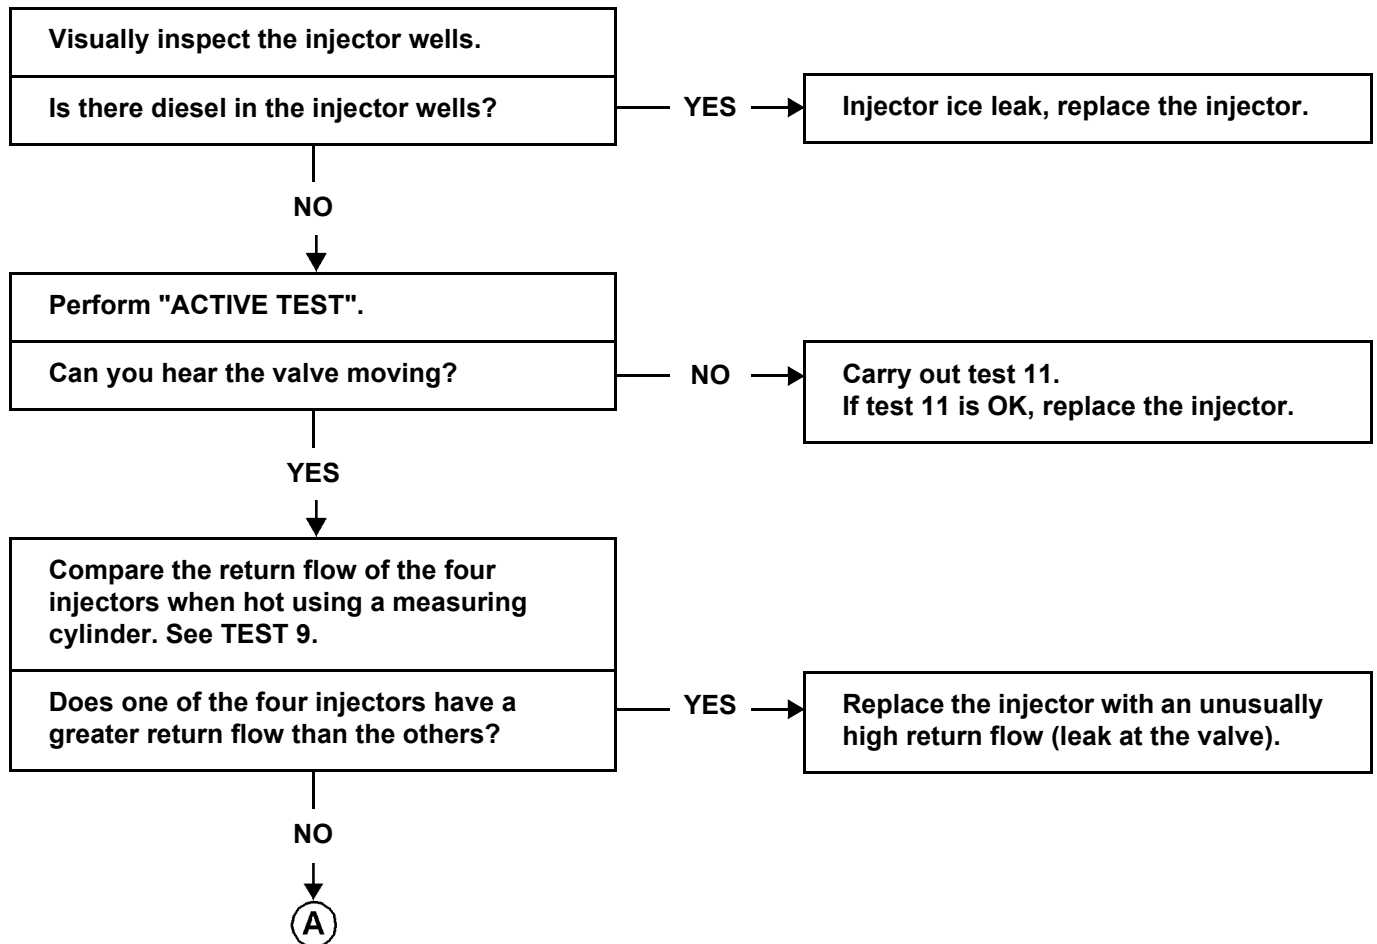 Visually inspect the injector wells.
Is there diesel in the injector wells?
YES
Injector ice leak, replace the injector.
NO
Perform "ACTIVE TEST".
Can you hear the valve moving?
NO
Carry out test 11.
If test 11 is OK, replace the injector.
YES
Compare the return flow of the four
injectors when hot using a measuring
cylinder. See TEST 9.
Does one of the four injectors have a
greater return flow than the others?
YES
Replace the injector with an unusually
high return flow (leak at the valve).
NO
A